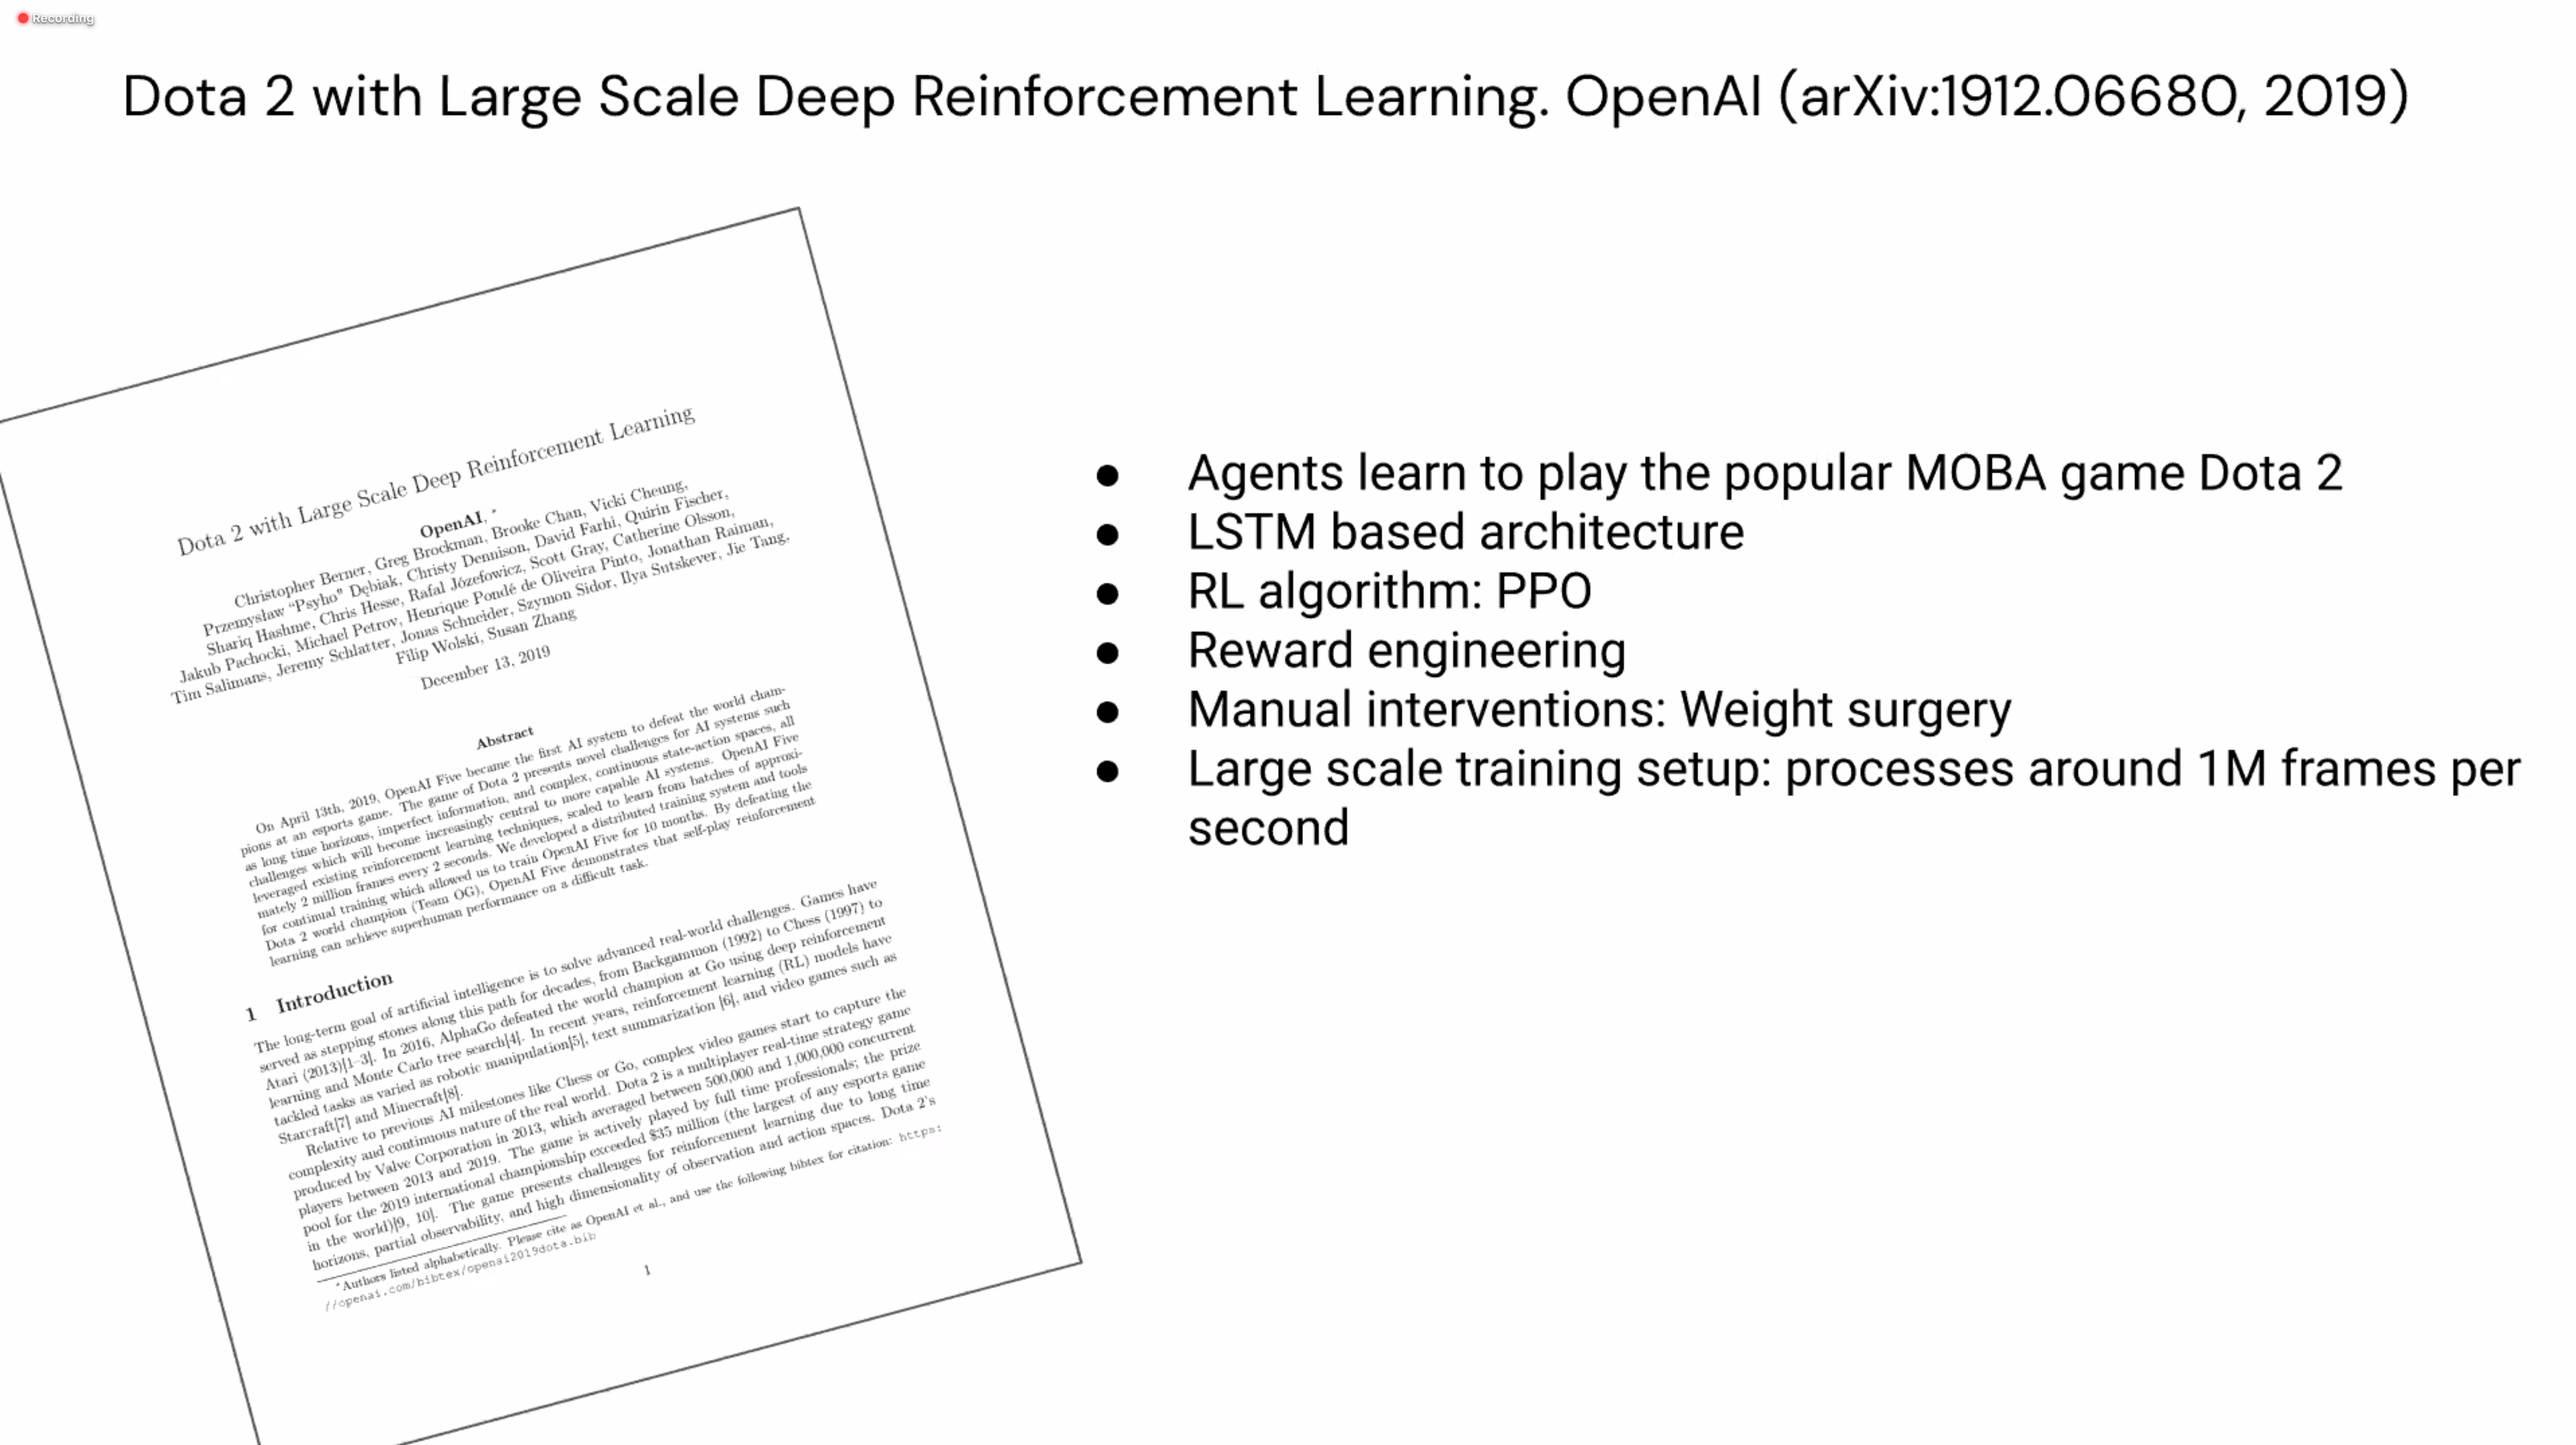 Recording
Dota 2 with Large Scale Deep Reinforcement Learning. OpenAI (arXiv:1912.06680, 2019)
Dota 2 with Large Scale Deep Reinforcement Learning
OpenAI, *
Christopher Berner, Greg Brockman, Brooke Chan, Vicki Cheung,
Przemysław “Psyho” Dębiak, Christy Dennison, David Farhi, Quirin Fischer,
Shariq Hashme, Chris Hesse, Rafal Józefowicz, Scott Gray, Catherine Olsson,
Jakub Pachocki, Michael Petrov, Henrique Pondé de Oliveira Pinto, Jonathan Raiman,
Tim Salimans, Jeremy Schlatter, Jonas Schneider, Szymon Sidor, Ilya Sutskever, Jie Tang,
Filip Wolski, Susan Zhang
December 13, 2019
Abstract
On April 13th, 2019, OpenAI Five became the first AI system to defeat the world cham-
pions at an esports game. The game of Dota 2 presents novel challenges for AI systems such
as long time horizons, imperfect information, and complex, continuous state-action spaces, all
challenges which will become increasingly central to more capable AI systems. OpenAI Five
leveraged existing reinforcement learning techniques, scaled to learn from batches of approxi-
mately 2 million frames every 2 seconds. We developed a distributed training system and tools
for continual training which allowed us to train OpenAI Five for 10 months. By defeating the
Dota 2 world champion (Team OG), OpenAI Five demonstrates that self-play reinforcement
learning can achieve superhuman performance on a difficult task.
1 Introduction
The long-term goal of artificial intelligence is to solve advanced real-world challenges. Games have
served as stepping stones along this path for decades, from Backgammon (1992) to Chess (1997) to
Atari (2013)[1–3]. In 2016, AlphaGo defeated the world champion at Go using deep reinforcement
learning and Monte Carlo tree search[4]. In recent years, reinforcement learning (RL) models have
tackled tasks as varied as robotic manipulation[5], text summarization [6], and video games such as
Starcraft[7] and Minecraft[8].
Relative to previous AI milestones like Chess or Go, complex video games start to capture the
complexity and continuous nature of the real world. Dota 2 is a multiplayer real-time strategy game
produced by Valve Corporation in 2013, which averaged between 500,000 and 1,000,000 concurrent
players between 2013 and 2019. The game is actively played by full time professionals; the prize
pool for the 2019 international championship exceeded $35 million (the largest of any esports game
in the world)[9, 10]. The game presents challenges for reinforcement learning due to long time
horizons, partial observability, and high dimensionality of observation and action spaces. Dota 2’s
*Authors listed alphabetically. Please cite as OpenAI et al., and use the following bibtex for citation: https:
//openai.com/bibtex/openai2019dota.bib
1
● Agents learn to play the popular MOBA game Dota 2
● LSTM based architecture
● RL algorithm: PPO
● Reward engineering
● Manual interventions: Weight surgery
● Large scale training setup: processes around 1M frames per
second